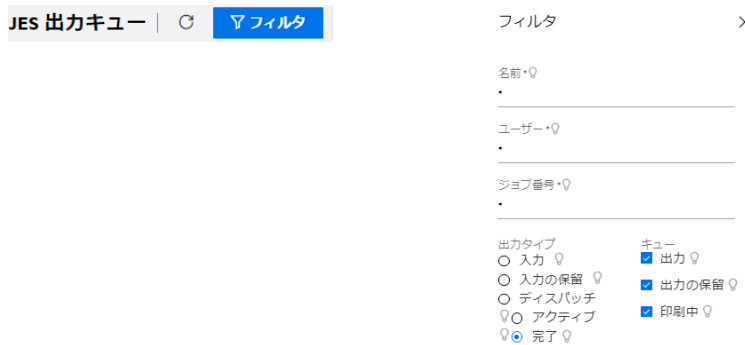 JES 出力キュー
フィルタ
フィルタ
名前*
*
ユーザー*
*
ジョブ番号*
*
出力タイプ
入力
入力の保留
ディスパッチ
アクティブ
完了
キュー
出力
出力の保留
印刷中